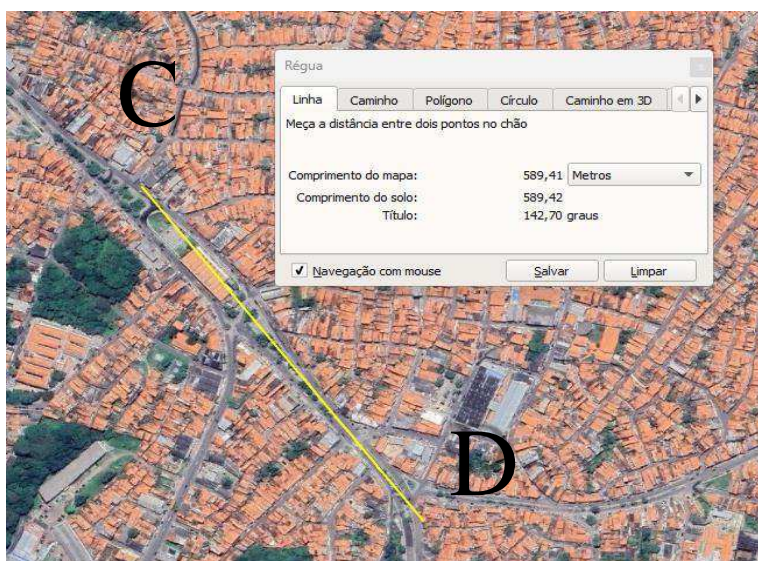 C
Régua
Linha Caminho Polígono Círculo Caminho em 3D
Meça a distância entre dois pontos no chão
Comprimento do mapa: 589,41 Metros
Comprimento do solo: 589,42
Título: 142,70 graus
Navegação com mouse Salvar Limpar
D